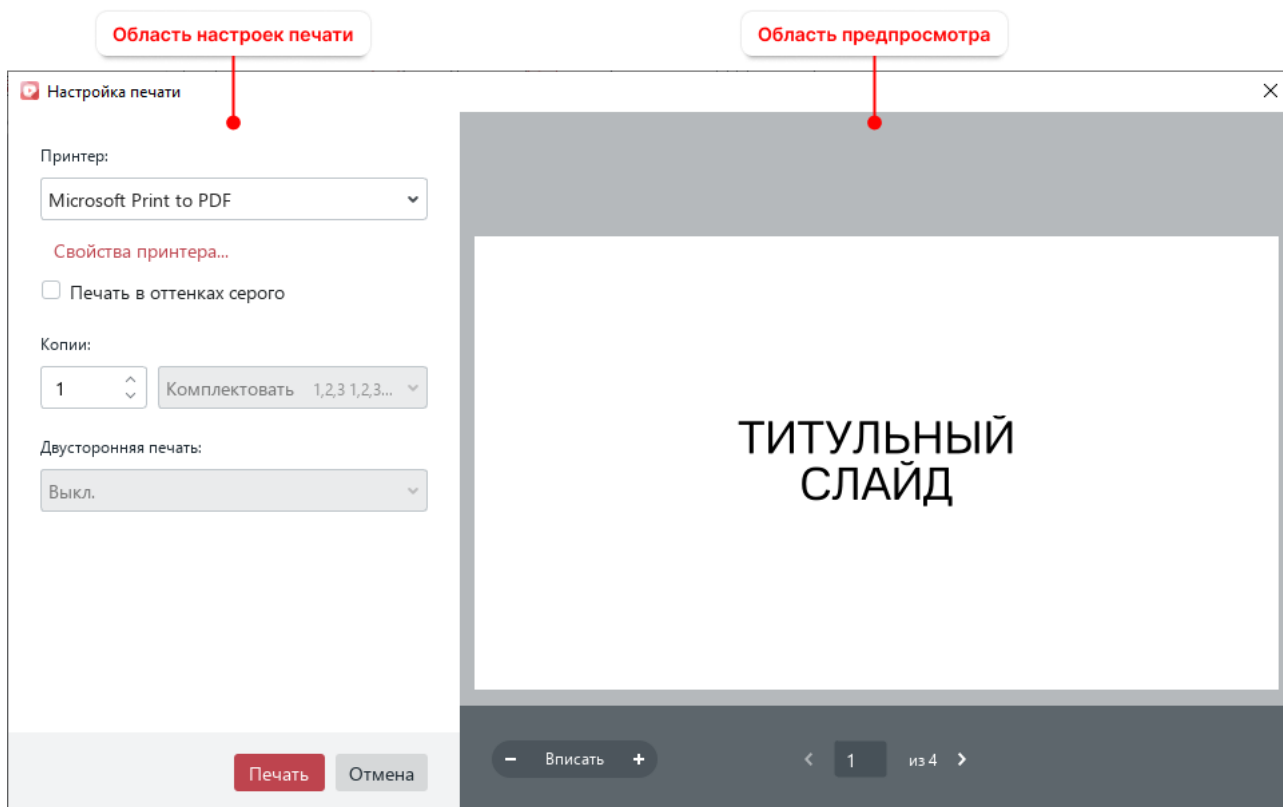 Область настроек печати
Область предпросмотра
Настройка печати
Принтер:
Microsoft Print to PDF
Свойства принтера...
Печать в оттенках серого
Копии:
1
Комплектовать 1,2,3 1,2,3...
Двусторонняя печать:
Выкл.
Печать
Отмена
ТИТУЛЬНЫЙ
СЛАЙД
Вписать
1 из 4